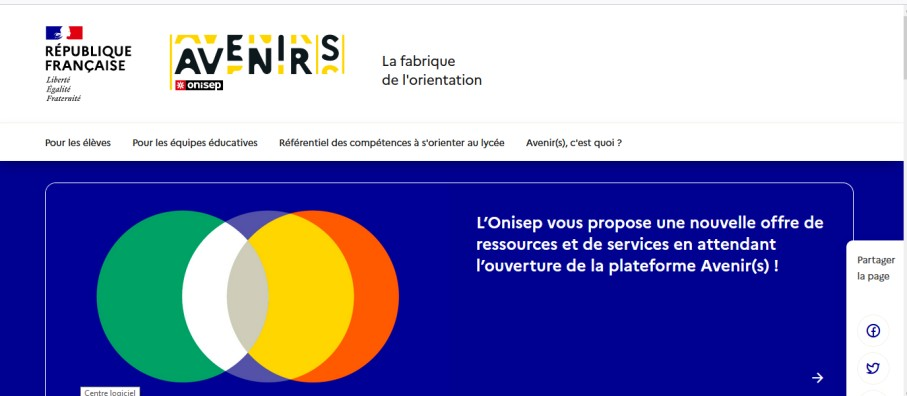 RÉPUBLIQUE
FRANÇAISE
Liberté
Égalité
Fraternité
AVENIRS
onisep
La fabrique
de l'orientation
Pour les élèves
Pour les équipes éducatives
Référentiel des compétences à s'orienter au lycée
Avenir(s), c'est quoi ?
L'Onisep vous propose une nouvelle offre de
ressources et de services en attendant
l'ouverture de la plateforme Avenir(s) !
Partager
la page
Centre logiciel